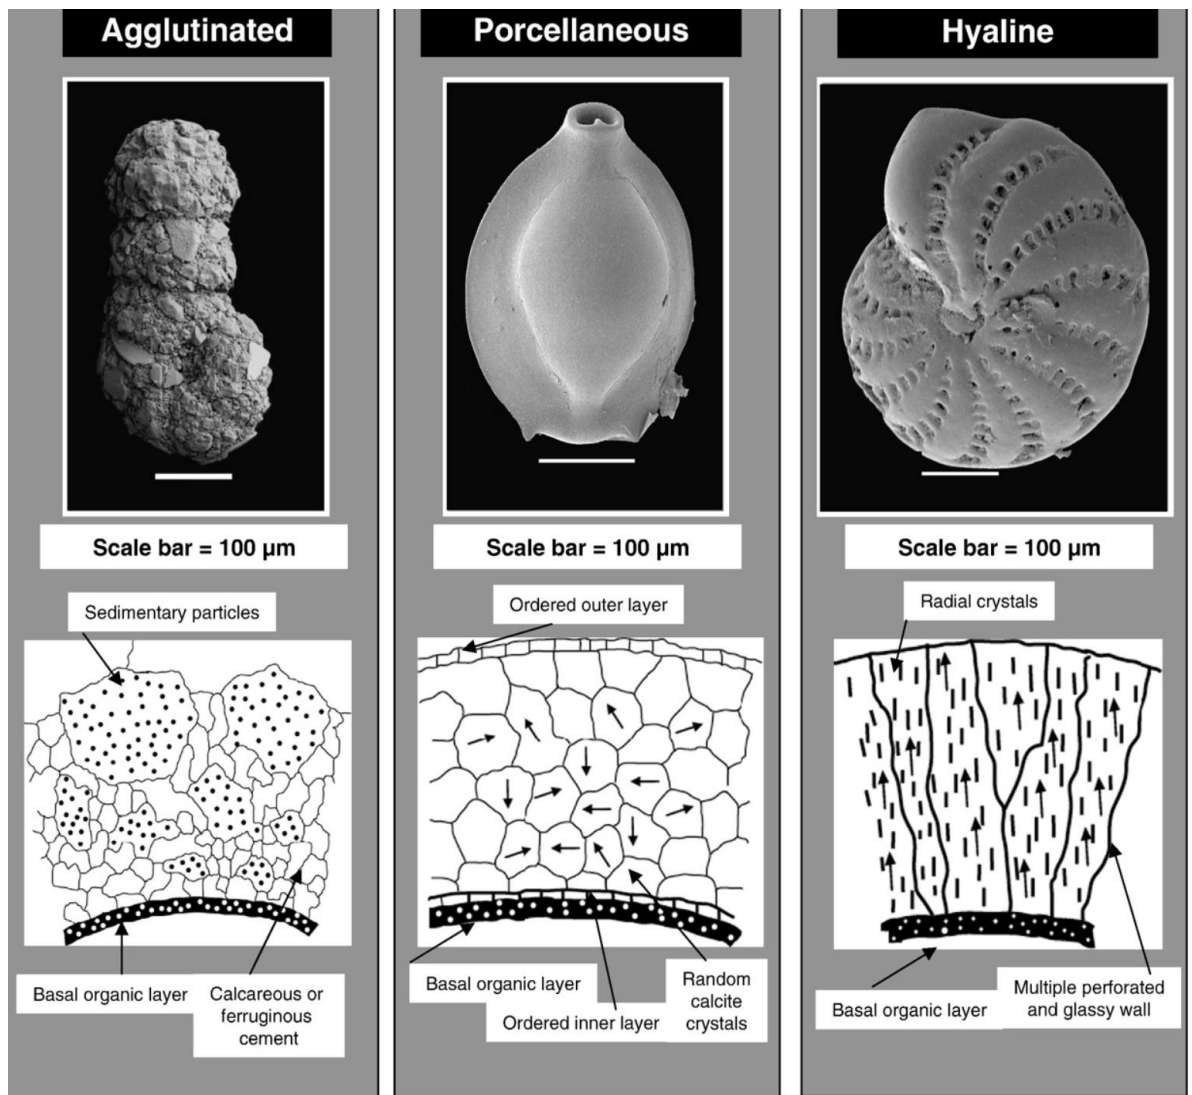 Agglutinated
Porcellaneous
Hyaline
Scale bar = 100 µm
Scale bar = 100 µm
Scale bar = 100 µm
Sedimentary particles
Ordered outer layer
Radial crystals
Basal organic layer
Calcareous or
ferruginous
cement
Basal organic layer
Ordered inner layer
Random
calcite
crystals
Basal organic layer
Multiple perforated
and glassy wall